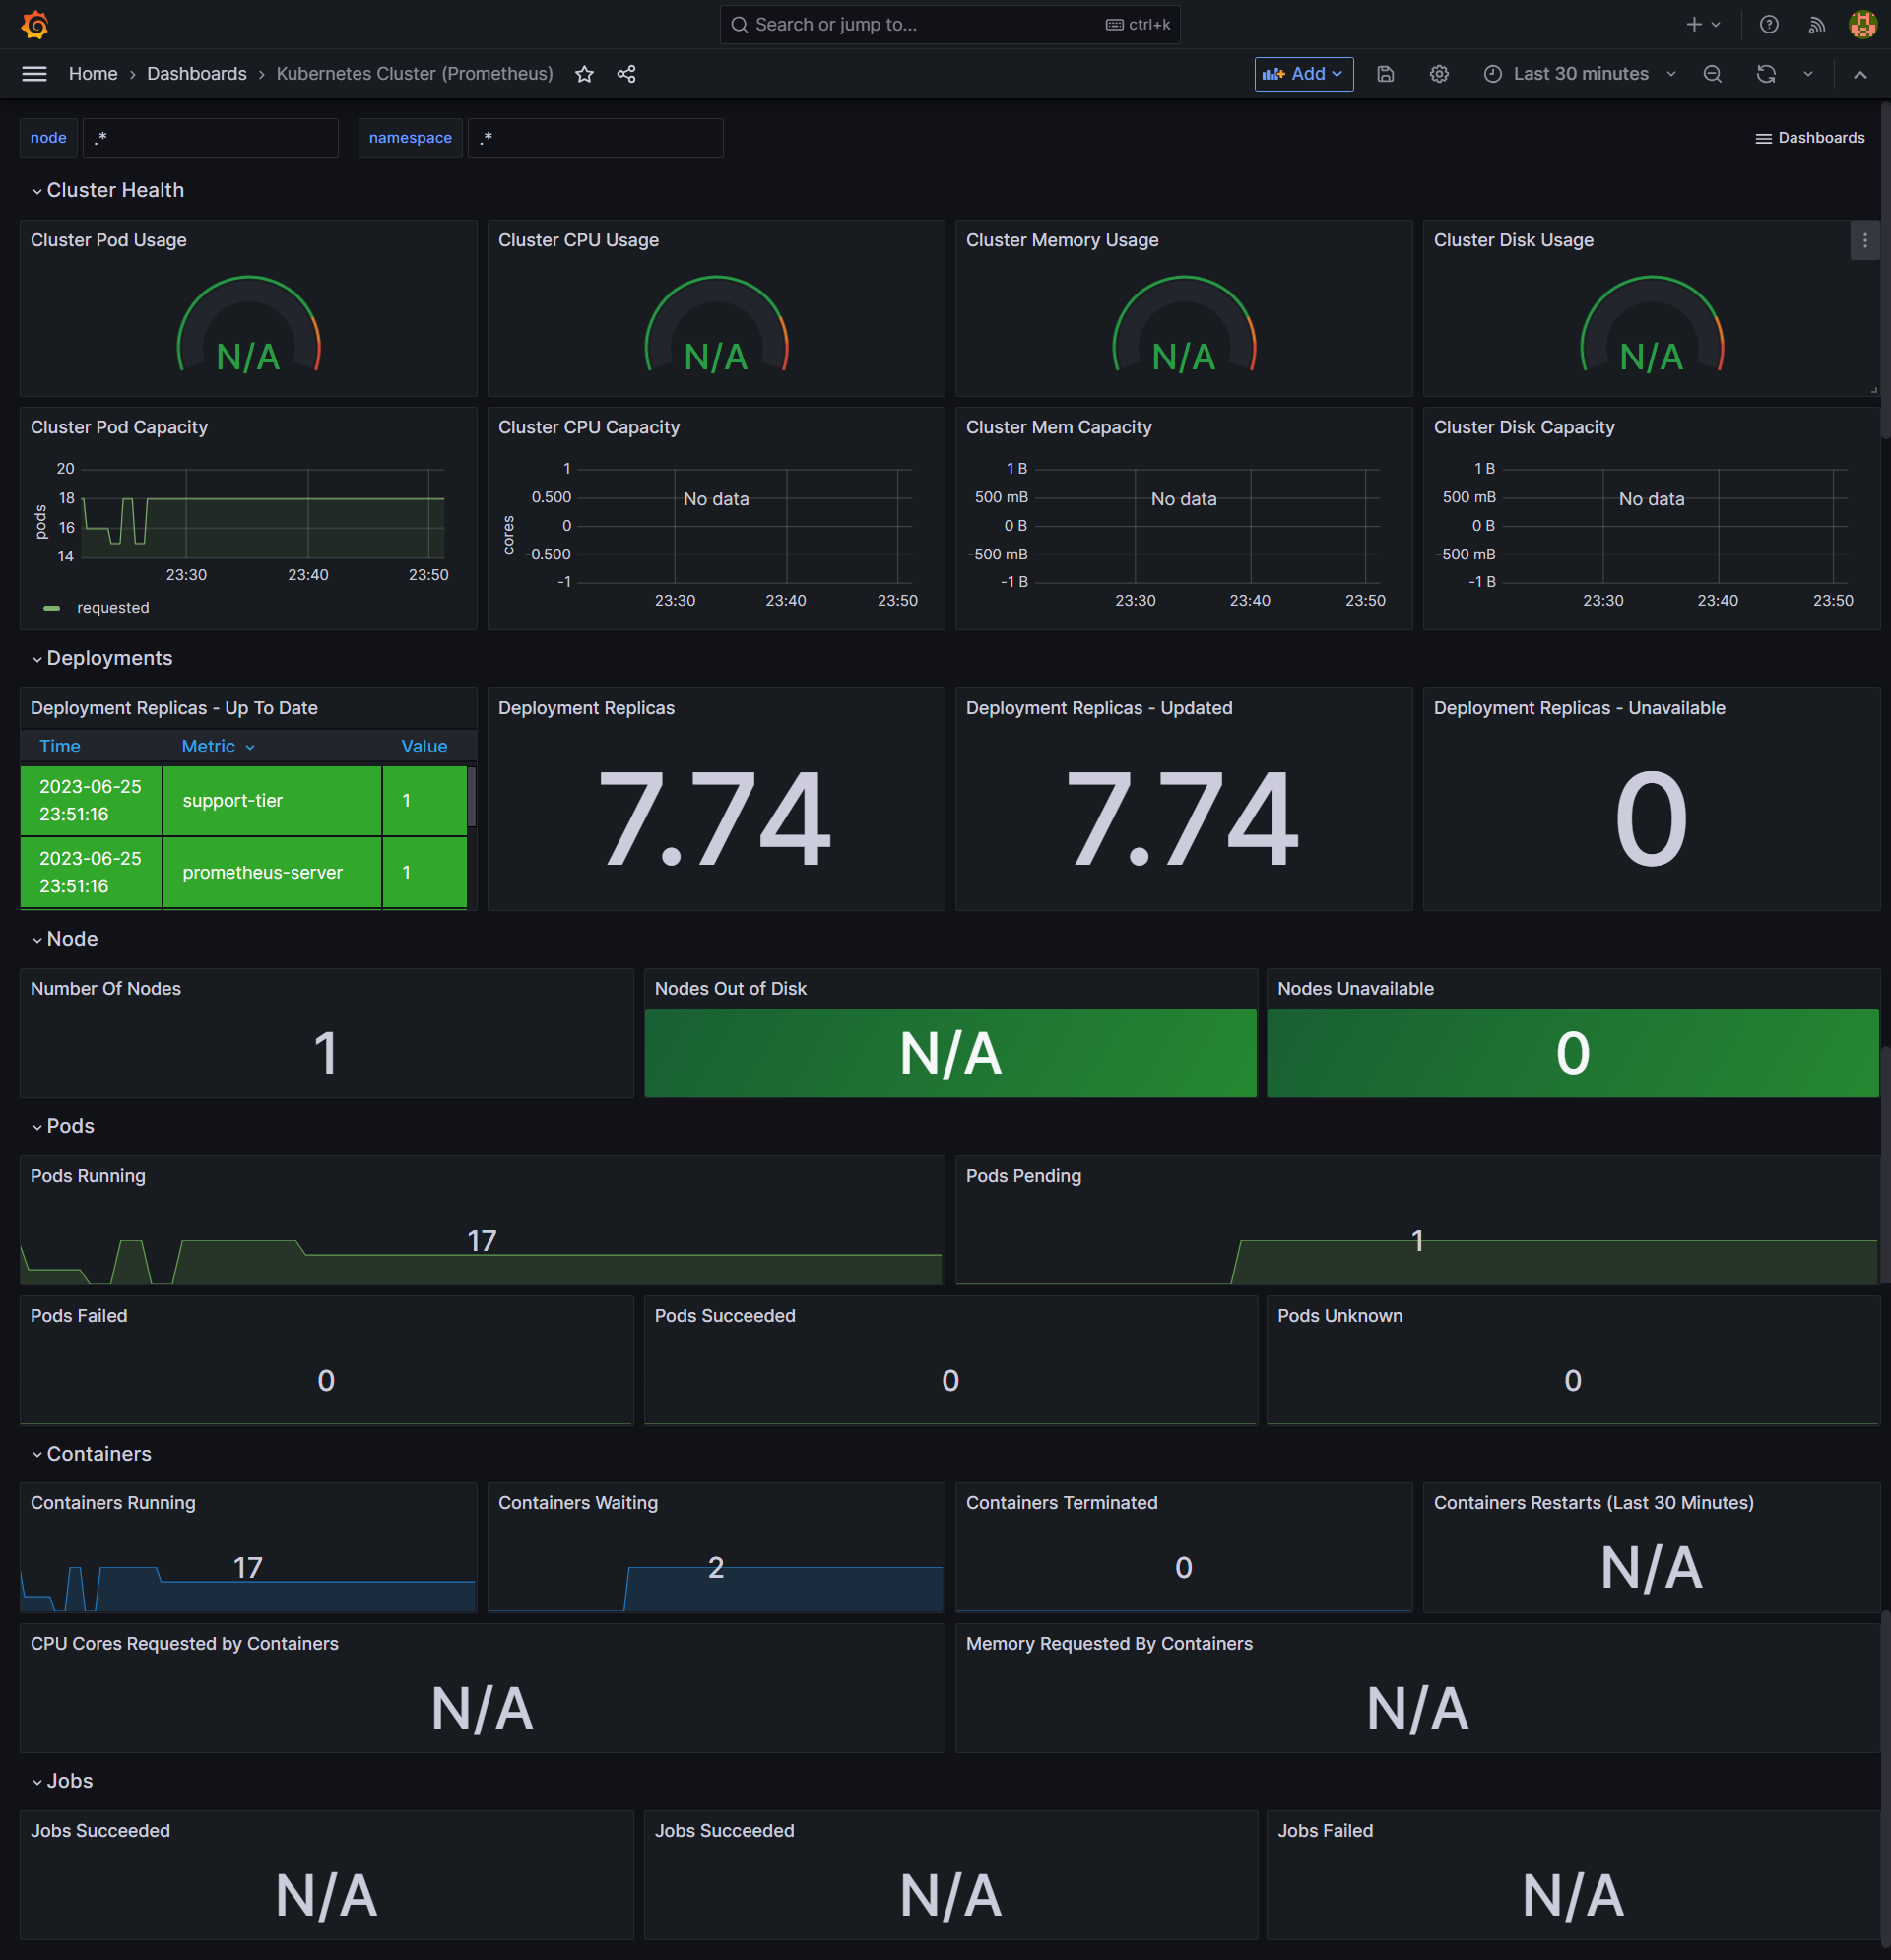 Search or jump to... ctrl+k
Home › Dashboards › Kubernetes Cluster (Prometheus) Add Last 30 minutes
node .* namespace .* Dashboards
Cluster Health
Cluster Pod Usage
N/A
Cluster CPU Usage
N/A
Cluster Memory Usage
N/A
Cluster Disk Usage
N/A
Cluster Pod Capacity
20
18
16
14
pods
23:30 23:40 23:50
requested
Cluster CPU Capacity
1
0.500
0
-0.500
-1
cores
No data
23:30 23:40 23:50
Cluster Mem Capacity
1 B
500 mB
0 B
-500 mB
-1 B
No data
23:30 23:40 23:50
Cluster Disk Capacity
1 B
500 mB
0 B
-500 mB
-1 B
No data
23:30 23:40 23:50
Deployments
Deployment Replicas - Up To Date
Time Metric Value
2023-06-25
23:51:16
support-tier 1
2023-06-25
23:51:16
prometheus-server 1
Deployment Replicas
7.74
Deployment Replicas - Updated
7.74
Deployment Replicas - Unavailable
0
Node
Number Of Nodes
1
Nodes Out of Disk
N/A
Nodes Unavailable
0
Pods
Pods Running
17
Pods Pending
1
Pods Failed
0
Pods Succeeded
0
Pods Unknown
0
Containers
Containers Running
17
Containers Waiting
2
Containers Terminated
0
Containers Restarts (Last 30 Minutes)
N/A
CPU Cores Requested by Containers
N/A
Memory Requested By Containers
N/A
Jobs
Jobs Succeeded
N/A
Jobs Succeeded
N/A
Jobs Failed
N/A